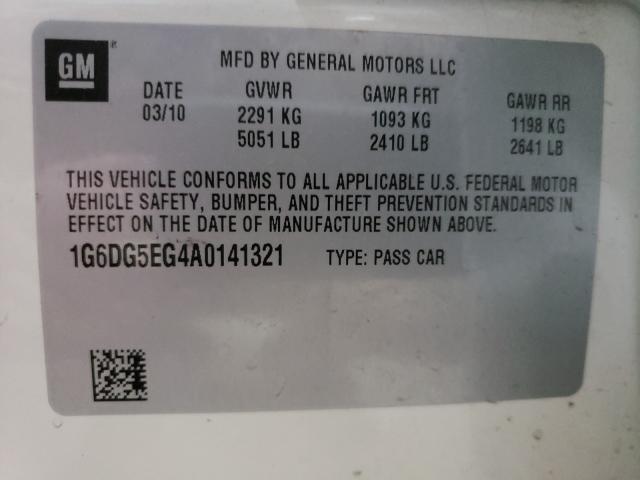 GM®
MFD BY GENERAL MOTORS LLC
DATE GVWR GAWR FRT GAWR RR
03/10 2291 KG 1093 KG 1198 KG
5051 LB 2410 LB 2641 LB
THIS VEHICLE CONFORMS TO ALL APPLICABLE U.S. FEDERAL MOTOR
VEHICLE SAFETY, BUMPER, AND THEFT PREVENTION STANDARDS IN
EFFECT ON THE DATE OF MANUFACTURE SHOWN ABOVE.
1G6DG5EG4A0141321 TYPE: PASS CAR